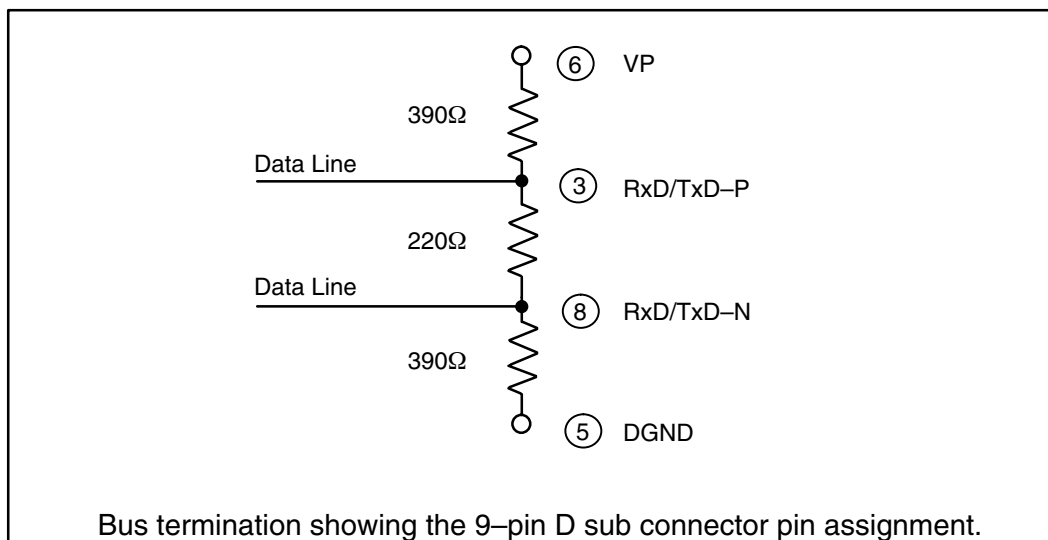 6 VP
390Ω
Data Line
3 RxD/TxD–P
220Ω
Data Line
8 RxD/TxD–N
390Ω
5 DGND
Bus termination showing the 9–pin D sub connector pin assignment.